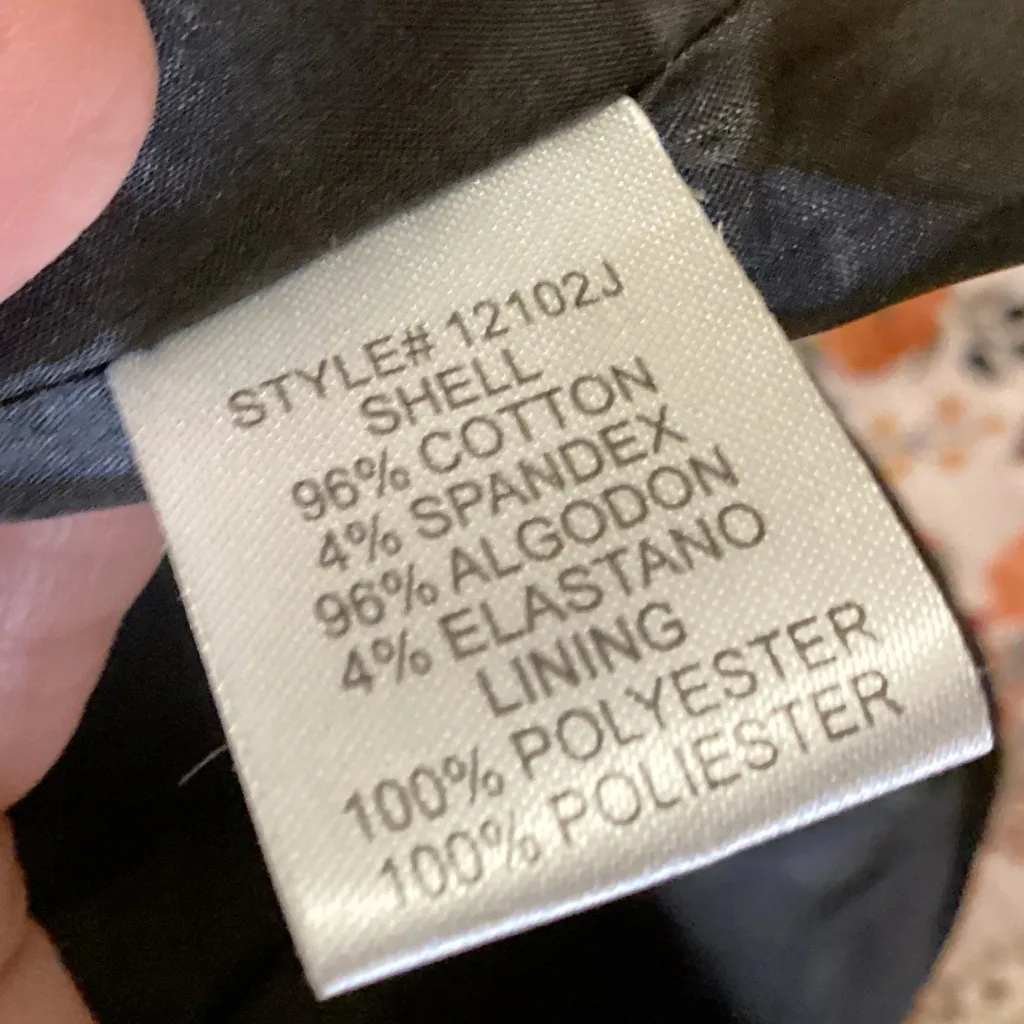 STYLE# 12102J
SHELL
96% COTTON
4% SPANDEX
96% ALGODON
4% ELASTANO
LINING
100% POLYESTER
100% POLIESTER